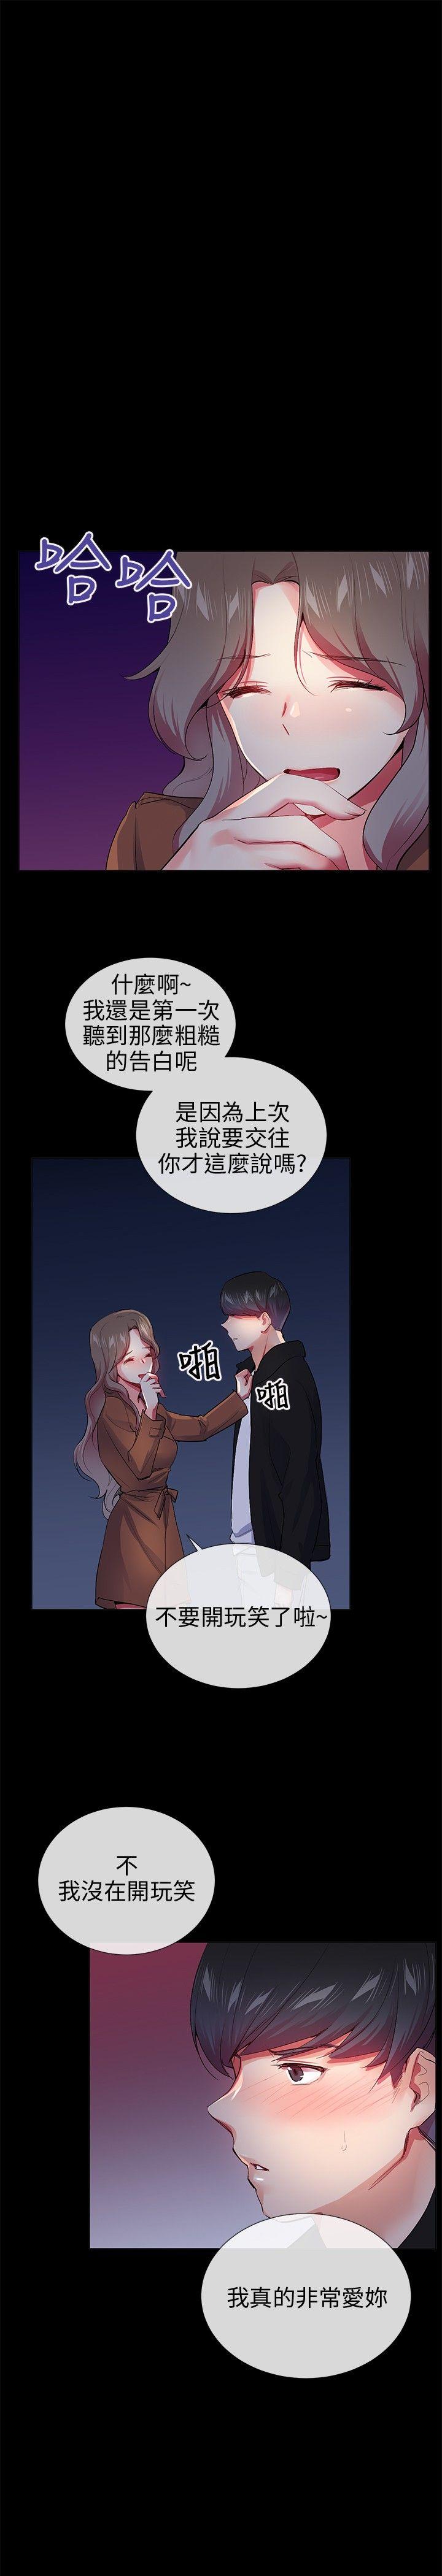 哈哈
什麼啊~
我還是第一次
聽到那麼粗糙
的告白呢
是因為上次
我說要交往
你才這麼說嗎?
啪
啪
不要開玩笑了啦~
不
我沒在開玩笑
我真的非常愛妳